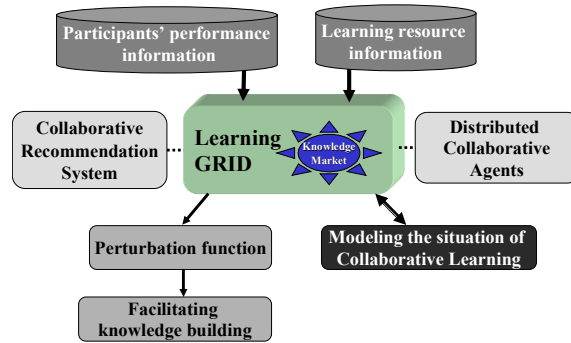 Participants' performance
information
Learning resource
information
Collaborative
Recommendation
System
Learning
GRID
Knowledge
Market
Distributed
Collaborative
Agents
Perturbation function
Modeling the situation of
Collaborative Learning
Facilitating
knowledge building